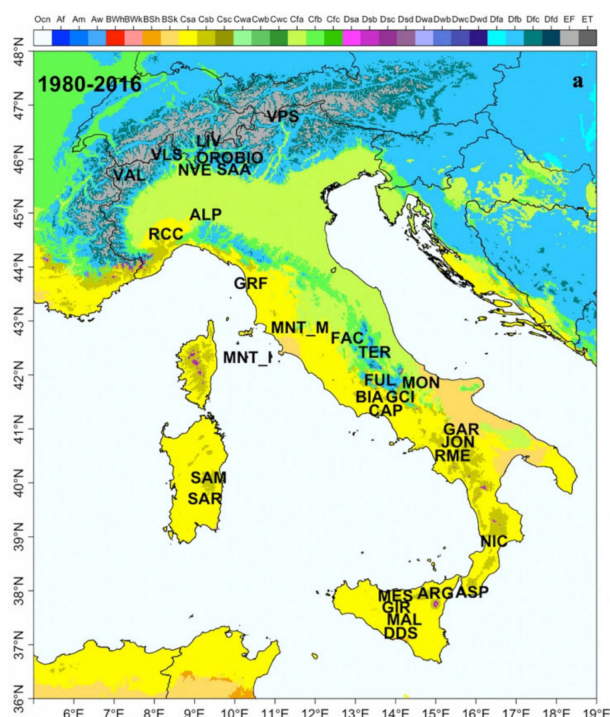 Ocn Af Am Aw BWh BWk BSh BSk Csa Csb Csc Cwa Cwb Cwc Cfa Cfb Cfc Dsa Dsb Dsc Dsd Dwa Dwb Dwc Dwd Dfa Dfb Dfc Dfd EF ET
48°N
1980-2016 a
47°N
VPS
LIV
46°N
VLS OROBIO
VAL NVE SAA
45°N
ALP
RCC
44°N
GRF
43°N
MNT_M FAC
TER
MNT_
42°N
FUL MON
BIA GCI
CAP
41°N
GAR
JON
RME
40°N
SAM
SAR
39°N
NIC
38°N
MES ARG ASP
GIR
MAL
37°N
DDS
36°N
6°E 7°E 8°E 9°E 10°E 11°E 12°E 13°E 14°E 15°E 16°E 17°E 18°E 19°E